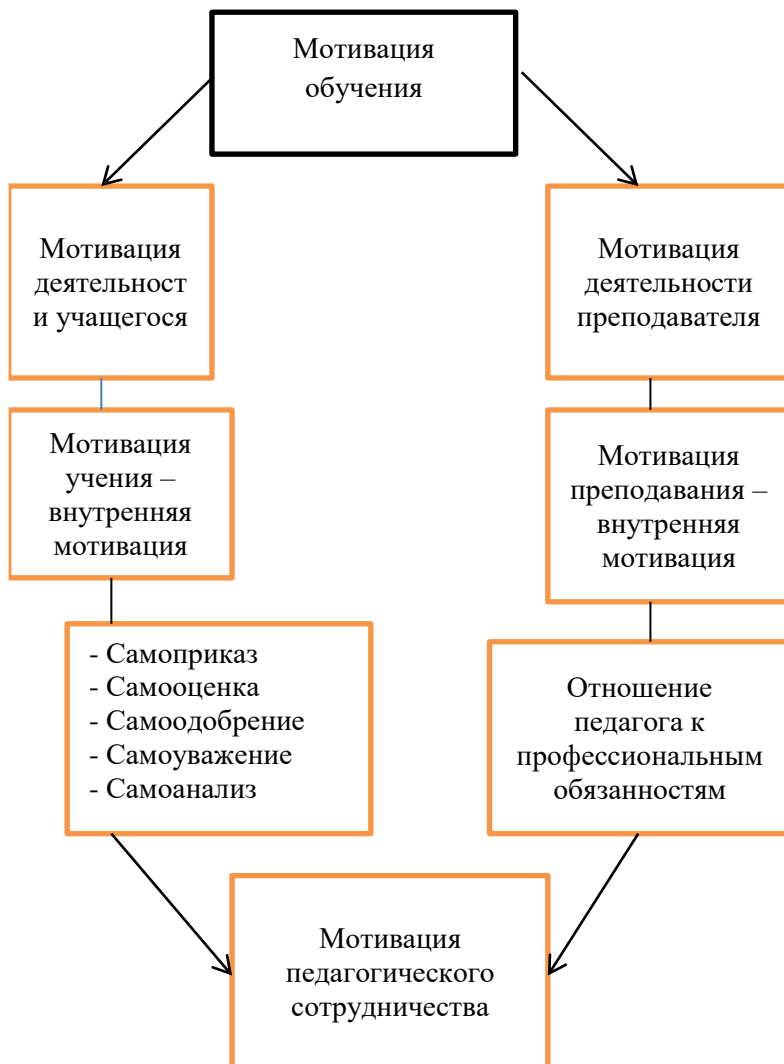 Мотивация
обучения
Мотивация
деятельност
и учащегося
Мотивация
деятельности
преподавателя
Мотивация
учения –
внутренняя
мотивация
Мотивация
преподавания –
внутренняя
мотивация
- Самоприказ
- Самооценка
- Самоодобрение
- Самоуважение
- Самоанализ
Отношение
педагога к
профессиональным
обязанностям
Мотивация
педагогического
сотрудничества